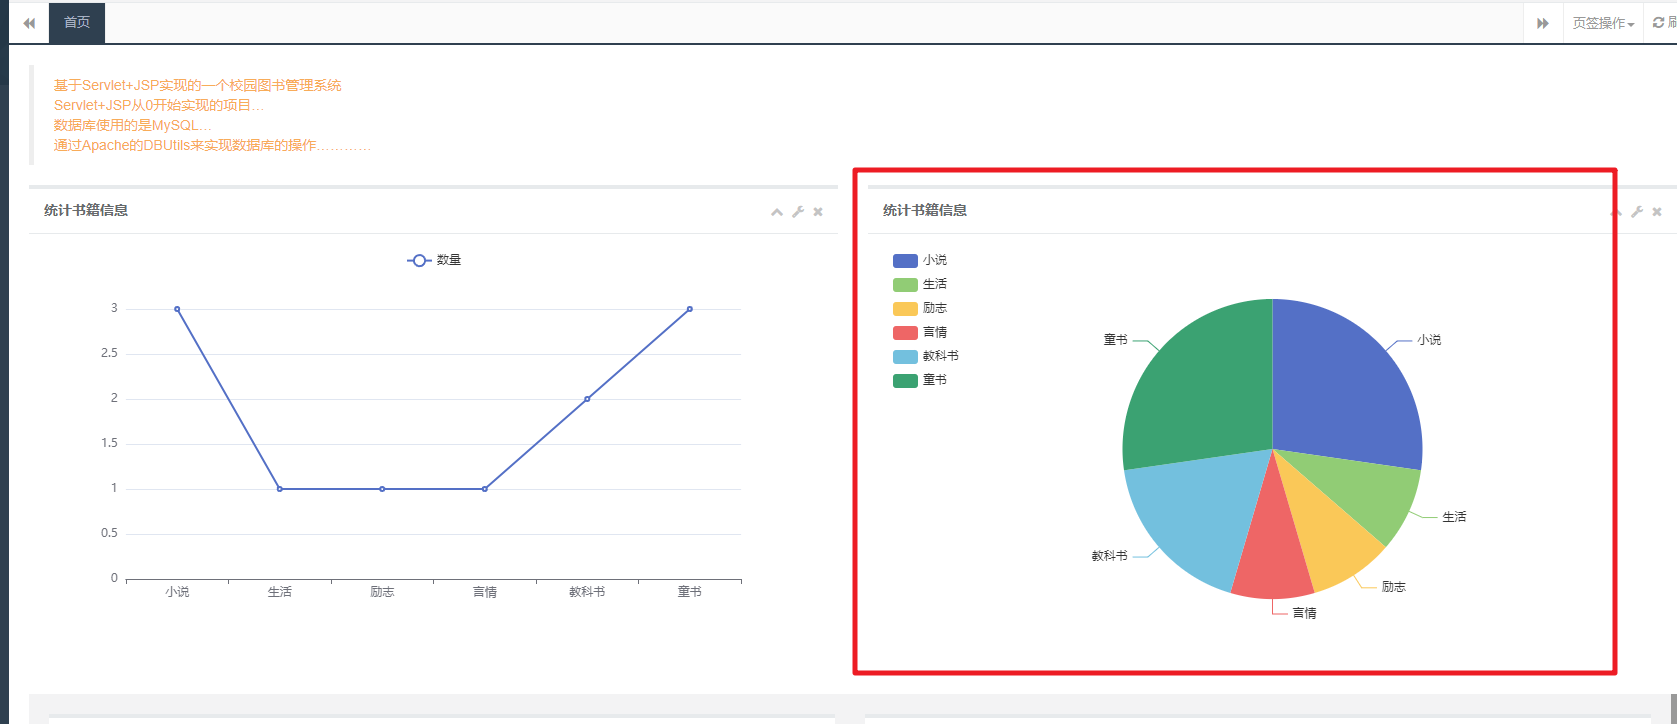 首页
页签操作
刷
基于Servlet+JSP实现的一个校园图书管理系统
Servlet+JSP从0开始实现的项目...
数据库使用的是MySQL...
通过Apache的DBUtils来实现数据库的操作............
统计书籍信息
数量
3
2.5
2
1.5
1
0.5
0
小说
生活
励志
言情
教科书
童书
统计书籍信息
小说
生活
励志
言情
教科书
童书
童书
小说
生活
教科书
励志
言情